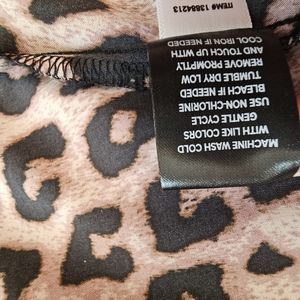 MACHINE WASH COLD
WITH LIKE COLORS
GENTLE CYCLE
USE NON-CHLORINE
BLEACH IF NEEDED
TUMBLE DRY LOW
REMOVE PROMPTLY
AND TOUCH UP WITH
COOL IRON IF NEEDED
ITEM# 13884213